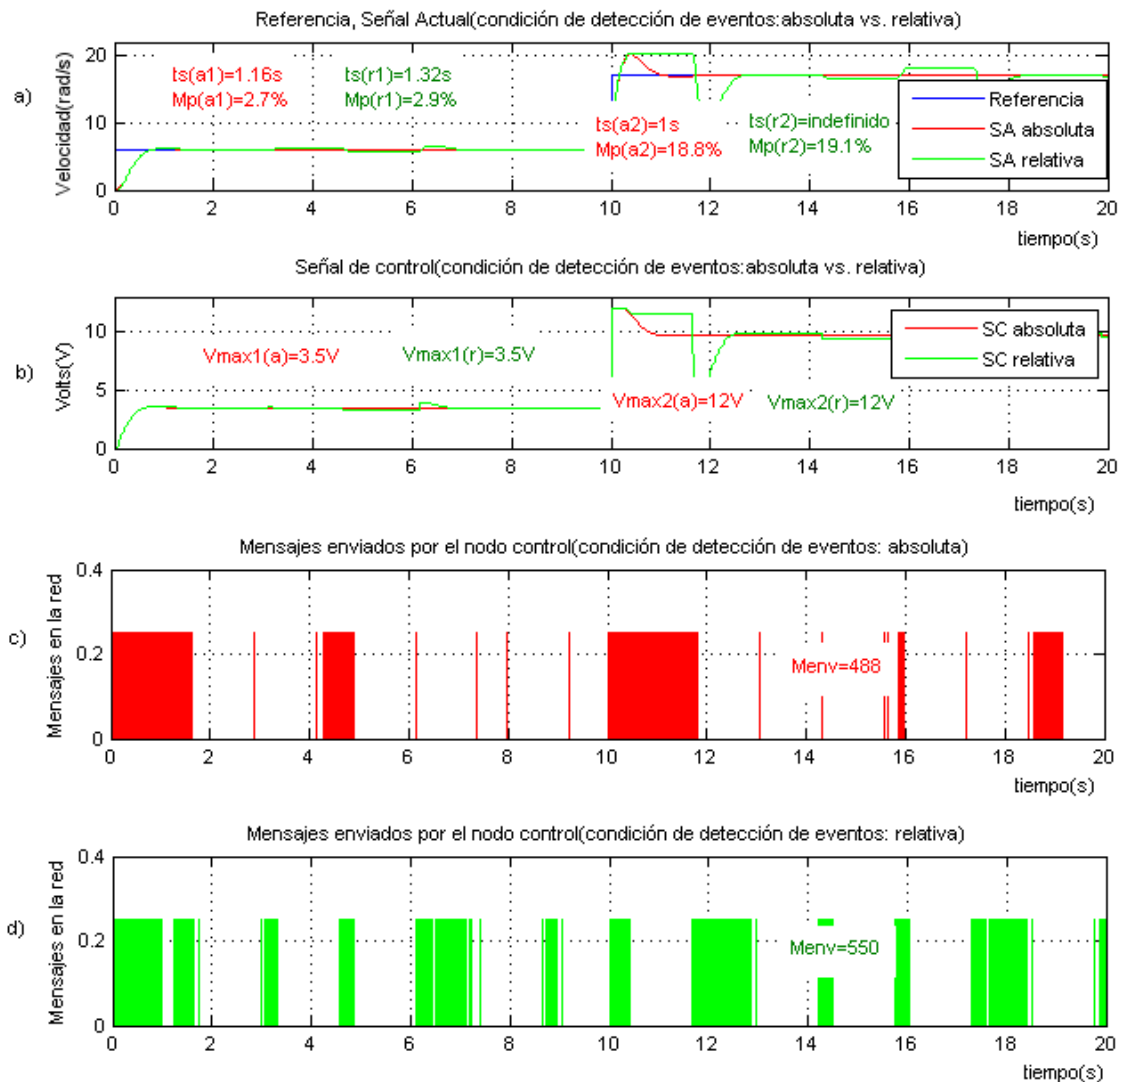 Referencia, Señal Actual(condición de detección de eventos:absoluta vs. relativa)
a)
Velocidad(rad/s)
20
10
0
ts(a1)=1.16s
Mp(a1)=2.7%
ts(r1)=1.32s
Mp(r1)=2.9%
ts(a2)=1s
Mp(a2)=18.8%
ts(r2)=indefinido
Mp(r2)=19.1%
Referencia
SA absoluta
SA relativa
0 2 4 6 8 10 12 14 16 18 20
tiempo(s)
Señal de control(condición de detección de eventos:absoluta vs. relativa)
b)
Volts(V)
10
5
0
Vmax1(a)=3.5V
Vmax1(r)=3.5V
Vmax2(a)=12V
Vmax2(r)=12V
SC absoluta
SC relativa
0 2 4 6 8 10 12 14 16 18 20
tiempo(s)
Mensajes enviados por el nodo control(condición de detección de eventos: absoluta)
c)
Mensajes en la red
0.4
0.2
0
Menv=488
0 2 4 6 8 10 12 14 16 18 20
tiempo(s)
Mensajes enviados por el nodo control(condición de detección de eventos: relativa)
d)
Mensajes en la red
0.4
0.2
0
Menv=550
0 2 4 6 8 10 12 14 16 18 20
tiempo(s)